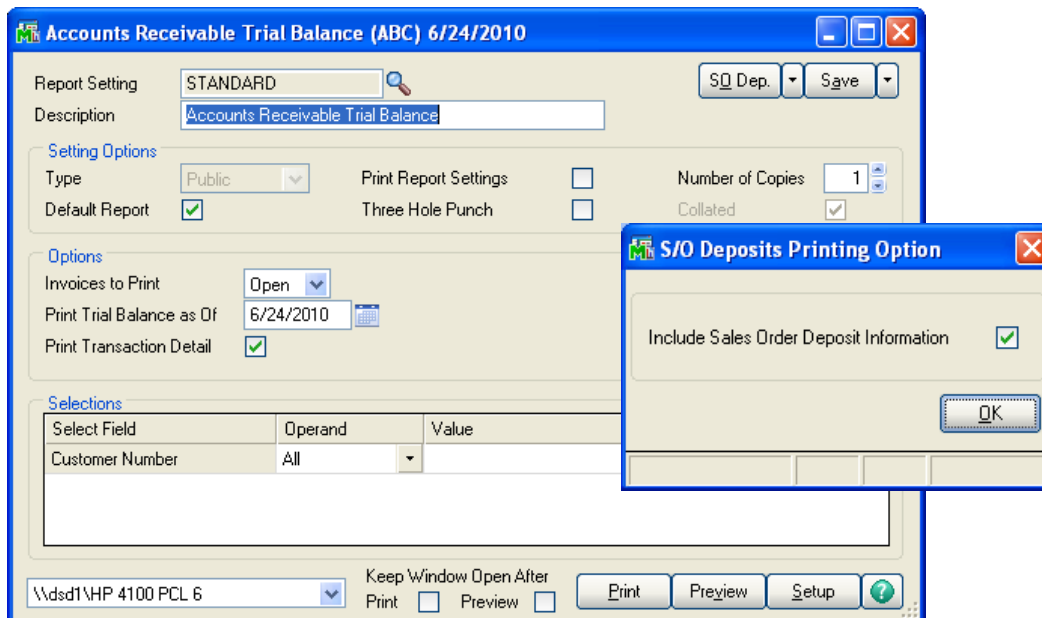 Accounts Receivable Trial Balance (ABC) 6/24/2010
Report Setting STANDARD SO Dep. Save
Description Accounts Receivable Trial Balance
Setting Options
Type Public Print Report Settings Number of Copies 1
Default Report Three Hole Punch Collated
Options
Invoices to Print Open
Print Trial Balance as Of 6/24/2010
Print Transaction Detail
Selections
Select Field Operand Value
Customer Number All
\\dsd1\HP 4100 PCL 6 Keep Window Open After
Print Preview Print Preview Setup
S/O Deposits Printing Option
Include Sales Order Deposit Information
OK